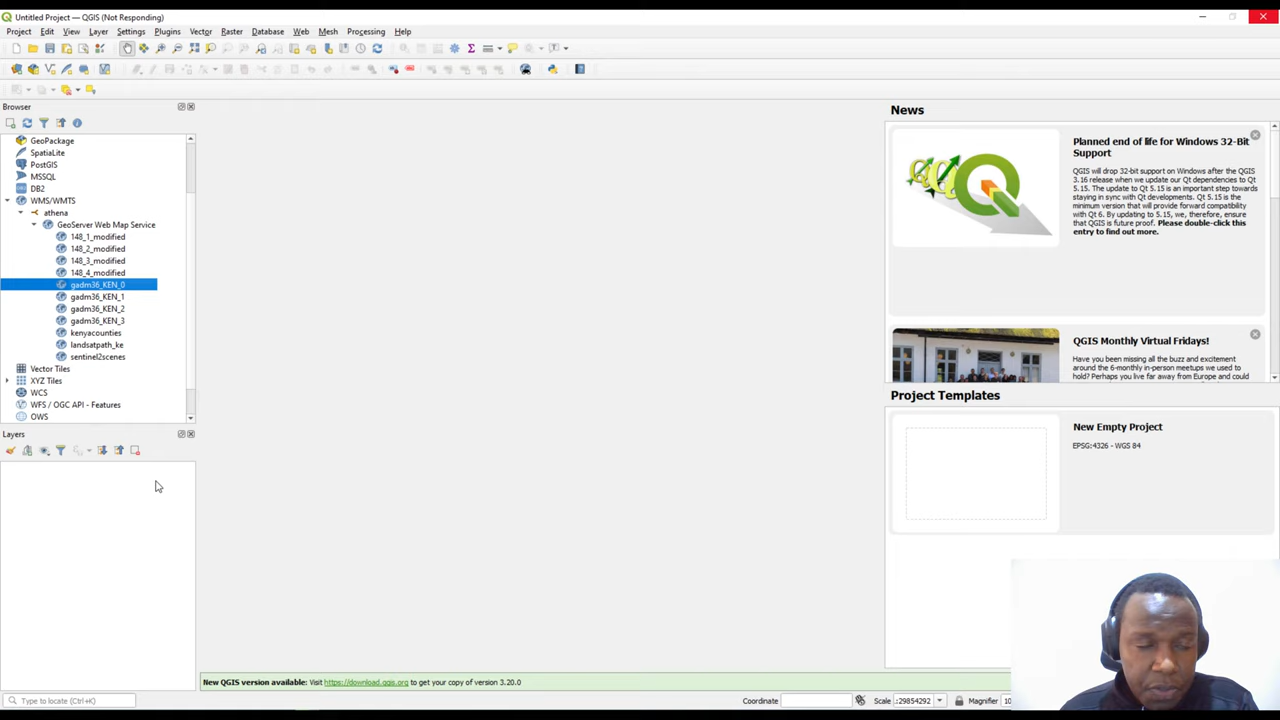 Untitled Project — QGIS (Not Responding)
Project Edit View Layer Settings Plugins Vector Raster Database Web Mesh Processing Help
Browser
GeoPackage
SpatiaLite
PostGIS
MSSQL
DB2
WMS/WMTS
athena
GeoServer Web Map Service
148_1_modified
148_2_modified
148_3_modified
148_4_modified
gadm36_KEN_0
gadm36_KEN_1
gadm36_KEN_2
gadm36_KEN_3
kenyacounties
landsatpath_ke
sentinel2scenes
Vector Tiles
XYZ Tiles
WCS
WFS / OGC API - Features
OWS
Layers
News
Planned end of life for Windows 32-Bit
Support
QGIS will drop 32-bit support on Windows after the QGIS
3.16 release when we update our Qt dependencies to Qt
5.15. The update to Qt 5.15 is an important step towards
staying in sync with Qt developments. Qt 5.15 is the
minimum version that will provide forward compatibility
with Qt 6. By updating to 5.15, we, therefore, ensure
that QGIS is future proof. Please double-click this
entry to find out more.
QGIS Monthly Virtual Fridays!
Have you been missing all the buzz and excitement
around the 6-monthly in-person meetups we used to
hold? Perhaps you live far away from Europe and could
Project Templates
New Empty Project
EPSG:4326 - WGS 84
New QGIS version available: Visit https://download.qgis.org to get your copy of version 3.20.0
Type to locate (Ctrl+K)
Coordinate
Scale :29854292
Magnifier 10